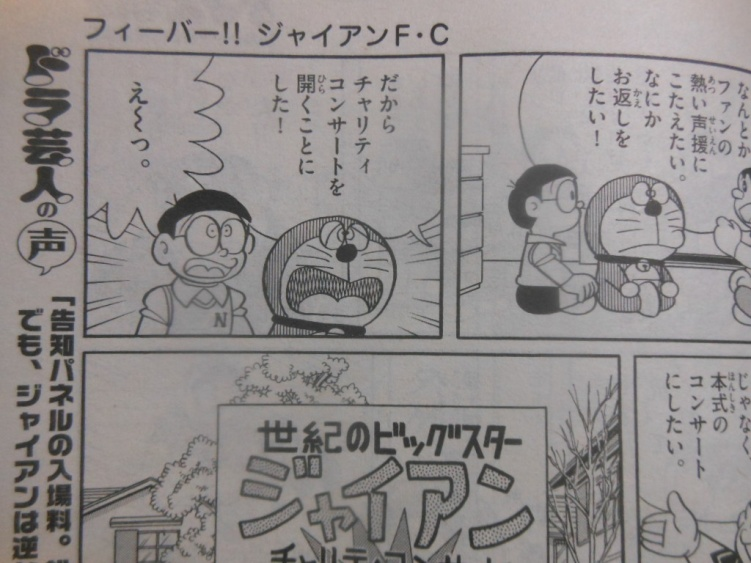 フィーバー!! ジャイアンF・C
なんとか
ファンの
熱い声援に
こたえたい。
なにか
お返しを
したい!
だから
チャリティ
コンサートを
開くことに
した!
え〜っ。
じゃなく、
本式の
コンサート
にしたい。
世紀のビッグスター
ジャイアン
ドラ芸人の声
「告知パネルの入場料。
でも、ジャイアンは逆